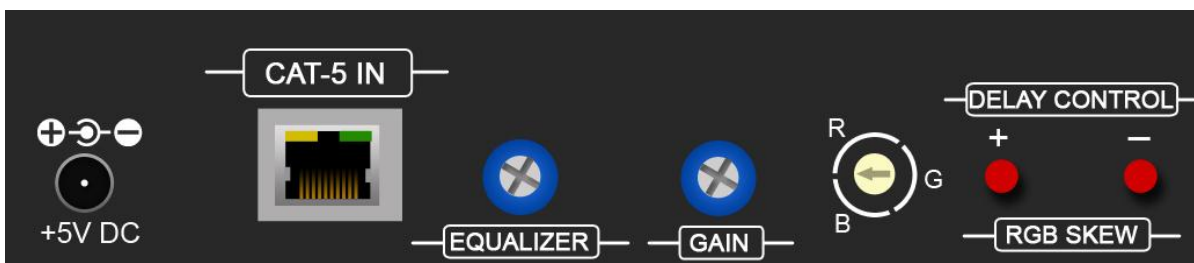 CAT-5 IN
+5V DC
EQUALIZER
GAIN
R
G
B
DELAY CONTROL
+ −
RGB SKEW